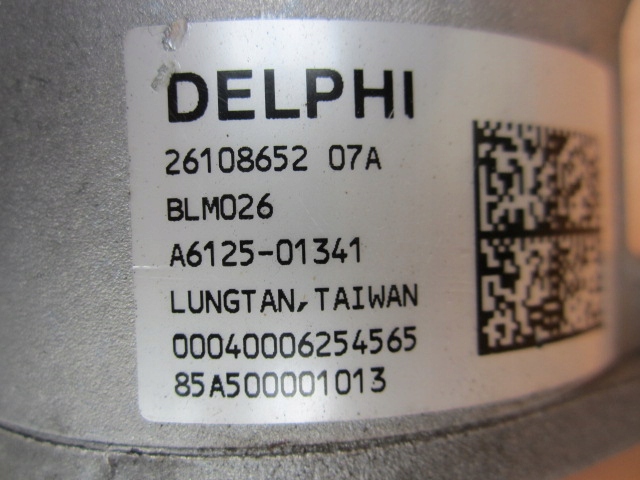 DELPHI
26108652 07A
BLM026
A6125-01341
LUNGTAN, TAIWAN
00040006254565
85A500001013